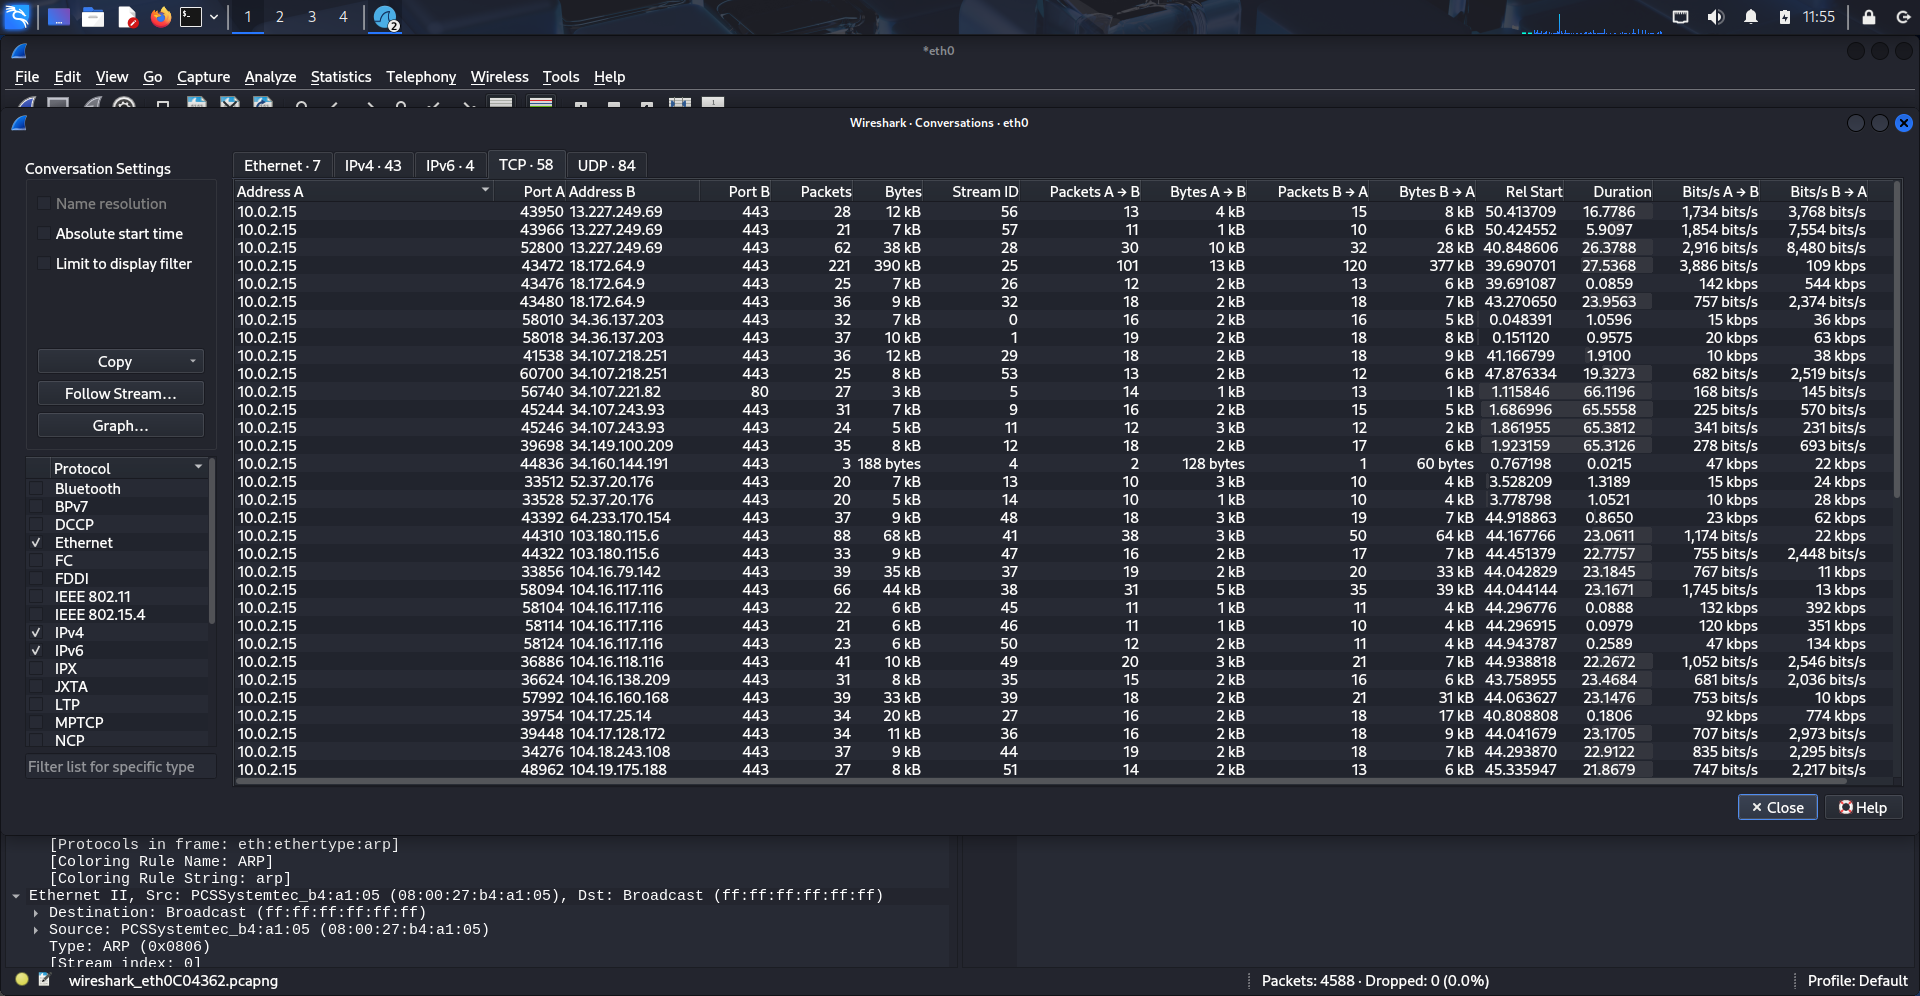 1 2 3 4 2 11:55
*eth0
File Edit View Go Capture Analyze Statistics Telephony Wireless Tools Help
Wireshark · Conversations · eth0
Conversation Settings
Name resolution
Absolute start time
Limit to display filter
Copy
Follow Stream…
Graph…
Protocol
Bluetooth
BPv7
DCCP
Ethernet
FC
FDDI
IEEE 802.11
IEEE 802.15.4
IPv4
IPv6
IPX
JXTA
LTP
MPTCP
NCP
Filter list for specific type
Ethernet · 7 IPv4 · 43 IPv6 · 4 TCP · 58 UDP · 84
Address A Port A Address B Port B Packets Bytes Stream ID Packets A → B Bytes A → B Packets B → A Bytes B → A Rel Start Duration Bits/s A → B Bits/s B → A
10.0.2.15 43950 13.227.249.69 443 28 12 kB 56 13 4 kB 15 8 kB 50.413709 16.7786 1,734 bits/s 3,768 bits/s
10.0.2.15 43966 13.227.249.69 443 21 7 kB 57 11 1 kB 10 6 kB 50.424552 5.9097 1,854 bits/s 7,554 bits/s
10.0.2.15 52800 13.227.249.69 443 62 38 kB 28 30 10 kB 32 28 kB 40.848606 26.3788 2,916 bits/s 8,480 bits/s
10.0.2.15 43472 18.172.64.9 443 221 390 kB 25 101 13 kB 120 377 kB 39.690701 27.5368 3,886 bits/s 109 kbps
10.0.2.15 43476 18.172.64.9 443 25 7 kB 26 12 2 kB 13 6 kB 39.691087 0.0859 142 kbps 544 kbps
10.0.2.15 43480 18.172.64.9 443 36 9 kB 32 18 2 kB 18 7 kB 43.270650 23.9563 757 bits/s 2,374 bits/s
10.0.2.15 58010 34.36.137.203 443 32 7 kB 0 16 2 kB 16 5 kB 0.048391 1.0596 15 kbps 36 kbps
10.0.2.15 58018 34.36.137.203 443 37 10 kB 1 19 2 kB 18 8 kB 0.151120 0.9575 20 kbps 63 kbps
10.0.2.15 41538 34.107.218.251 443 36 12 kB 29 18 2 kB 18 9 kB 41.166799 1.9100 10 kbps 38 kbps
10.0.2.15 60700 34.107.218.251 443 25 8 kB 53 13 2 kB 12 6 kB 47.876334 19.3273 682 bits/s 2,519 bits/s
10.0.2.15 56740 34.107.221.82 80 27 3 kB 5 14 1 kB 13 1 kB 1.115846 66.1196 168 bits/s 145 bits/s
10.0.2.15 45244 34.107.243.93 443 31 7 kB 9 16 2 kB 15 5 kB 1.686996 65.5558 225 bits/s 570 bits/s
10.0.2.15 45246 34.107.243.93 443 24 5 kB 11 12 3 kB 12 2 kB 1.861955 65.3812 341 bits/s 231 bits/s
10.0.2.15 39698 34.149.100.209 443 35 8 kB 12 18 2 kB 17 6 kB 1.923159 65.3126 278 bits/s 693 bits/s
10.0.2.15 44836 34.160.144.191 443 3 188 bytes 4 2 128 bytes 1 60 bytes 0.767198 0.0215 47 kbps 22 kbps
10.0.2.15 33512 52.37.20.176 443 20 7 kB 13 10 3 kB 10 4 kB 3.528209 1.3189 15 kbps 24 kbps
10.0.2.15 33528 52.37.20.176 443 20 5 kB 14 10 1 kB 10 4 kB 3.778798 1.0521 10 kbps 28 kbps
10.0.2.15 43392 64.233.170.154 443 37 9 kB 48 18 3 kB 19 7 kB 44.918863 0.8650 23 kbps 62 kbps
10.0.2.15 44310 103.180.115.6 443 88 68 kB 41 38 3 kB 50 64 kB 44.167766 23.0611 1,174 bits/s 22 kbps
10.0.2.15 44322 103.180.115.6 443 33 9 kB 47 16 2 kB 17 7 kB 44.451379 22.7757 755 bits/s 2,448 bits/s
10.0.2.15 33856 104.16.79.142 443 39 35 kB 37 19 2 kB 20 33 kB 44.042829 23.1845 767 bits/s 11 kbps
10.0.2.15 58094 104.16.117.116 443 66 44 kB 38 31 5 kB 35 39 kB 44.044144 23.1671 1,745 bits/s 13 kbps
10.0.2.15 58104 104.16.117.116 443 22 6 kB 45 11 1 kB 11 4 kB 44.296776 0.0888 132 kbps 392 kbps
10.0.2.15 58114 104.16.117.116 443 21 6 kB 46 11 1 kB 10 4 kB 44.296915 0.0979 120 kbps 351 kbps
10.0.2.15 58124 104.16.117.116 443 23 6 kB 50 12 2 kB 11 4 kB 44.943787 0.2589 47 kbps 134 kbps
10.0.2.15 36886 104.16.118.116 443 41 10 kB 49 20 3 kB 21 7 kB 44.938818 22.2672 1,052 bits/s 2,546 bits/s
10.0.2.15 36624 104.16.138.209 443 31 8 kB 35 15 2 kB 16 6 kB 43.758955 23.4684 681 bits/s 2,036 bits/s
10.0.2.15 57992 104.16.160.168 443 39 33 kB 39 18 2 kB 21 31 kB 44.063627 23.1476 753 bits/s 10 kbps
10.0.2.15 39754 104.17.25.14 443 34 20 kB 27 16 2 kB 18 17 kB 40.808808 0.1806 92 kbps 774 kbps
10.0.2.15 39448 104.17.128.172 443 34 11 kB 36 16 2 kB 18 9 kB 44.041679 23.1705 707 bits/s 2,973 bits/s
10.0.2.15 34276 104.18.243.108 443 37 9 kB 44 19 2 kB 18 7 kB 44.293870 22.9122 835 bits/s 2,295 bits/s
10.0.2.15 48962 104.19.175.188 443 27 8 kB 51 14 2 kB 13 6 kB 45.335947 21.8679 747 bits/s 2,217 bits/s
Close Help
[Protocols in frame: eth:ethertype:arp]
[Coloring Rule Name: ARP]
[Coloring Rule String: arp]
Ethernet II, Src: PCSSystemtec_b4:a1:05 (08:00:27:b4:a1:05), Dst: Broadcast (ff:ff:ff:ff:ff:ff)
Destination: Broadcast (ff:ff:ff:ff:ff:ff)
Source: PCSSystemtec_b4:a1:05 (08:00:27:b4:a1:05)
Type: ARP (0x0806)
[Stream index: 0]
wireshark_eth0C04362.pcapng Packets: 4588 · Dropped: 0 (0.0%) Profile: Default